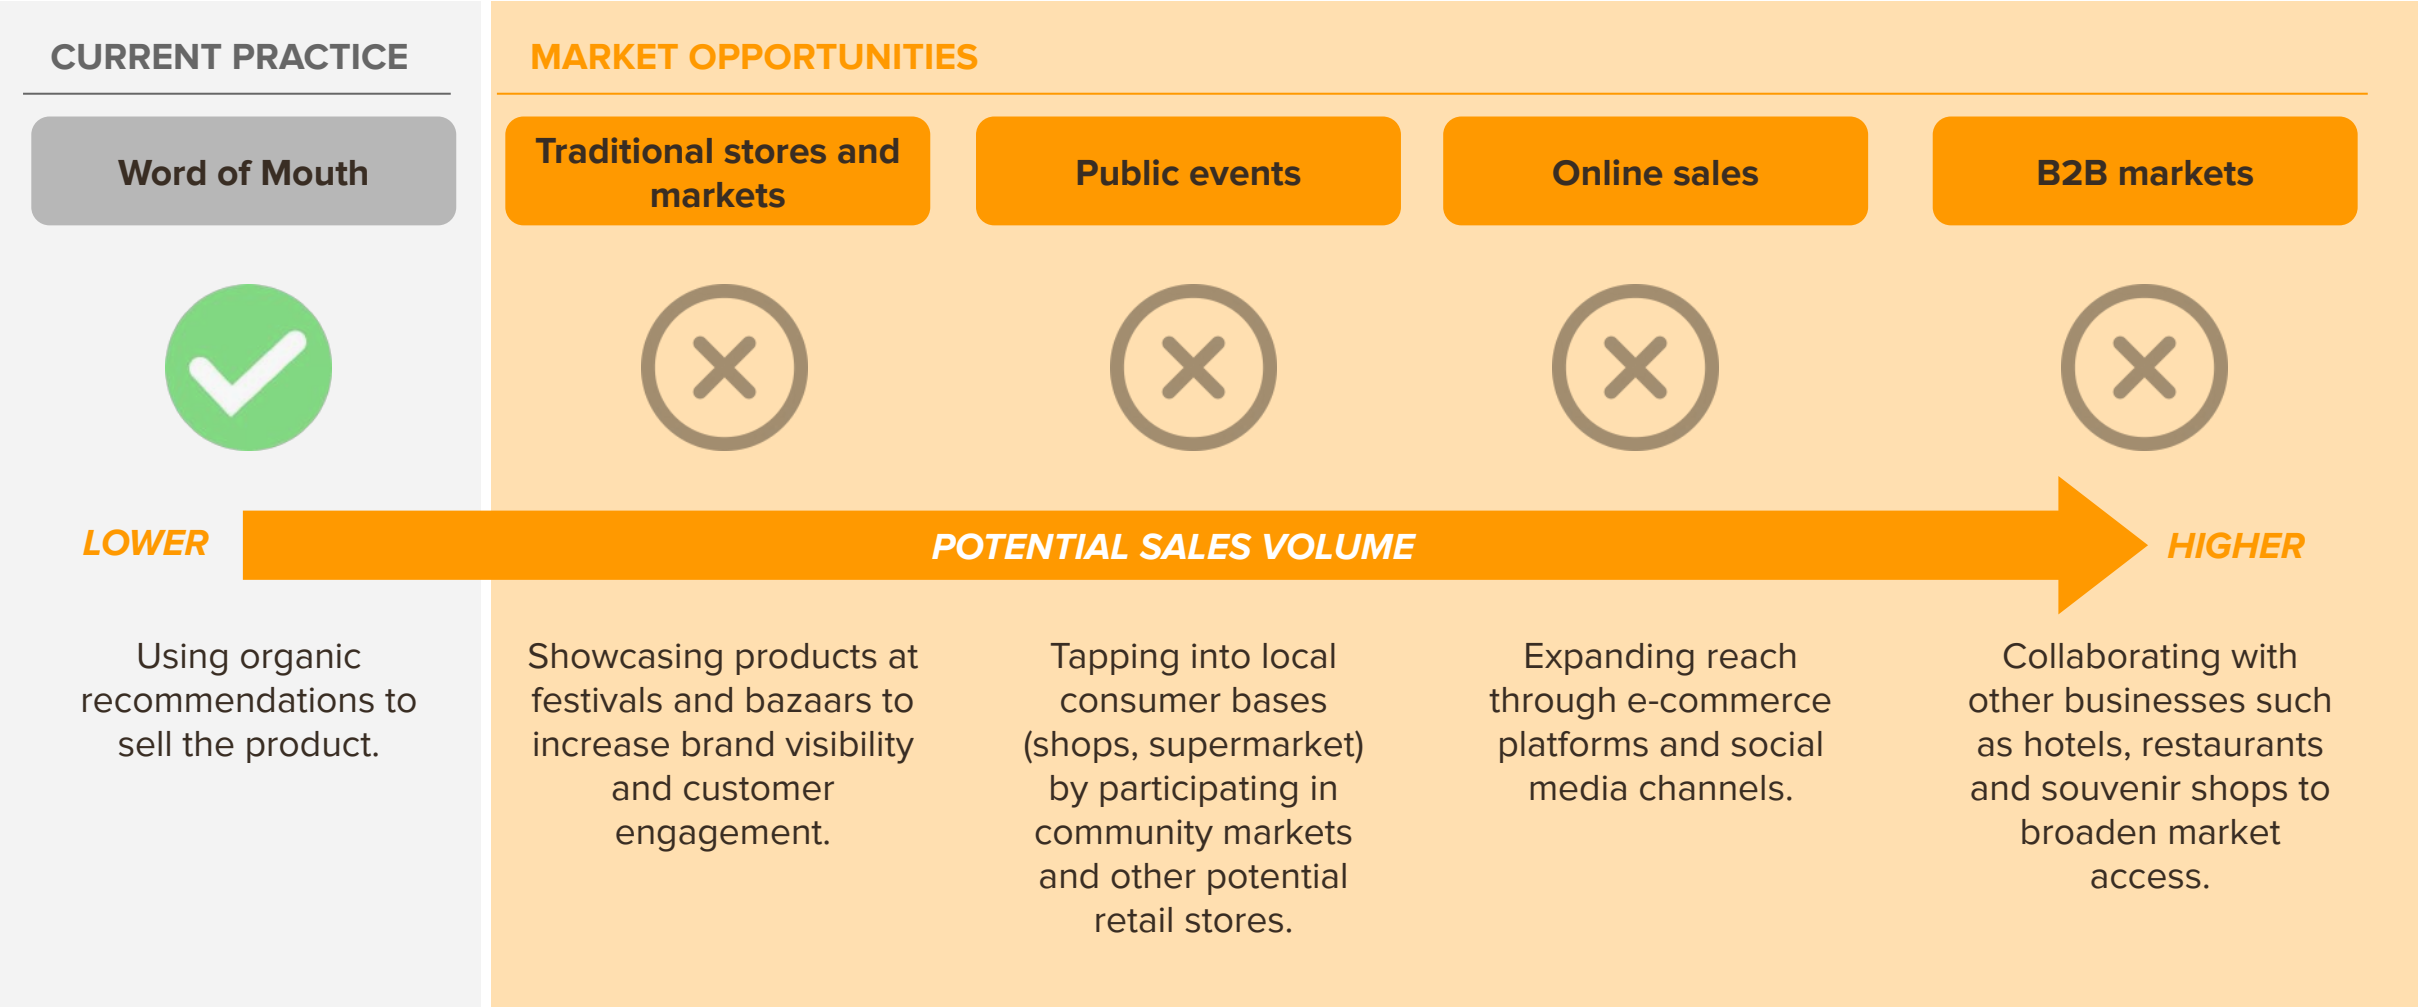 CURRENT PRACTICE
MARKET OPPORTUNITIES
Word of Mouth
Traditional stores and
markets
Public events
Online sales
B2B markets
LOWER
POTENTIAL SALES VOLUME
HIGHER
Using organic
recommendations to
sell the product.
Showcasing products at
festivals and bazaars to
increase brand visibility
and customer
engagement.
Tapping into local
consumer bases
(shops, supermarket)
by participating in
community markets
and other potential
retail stores.
Expanding reach
through e-commerce
platforms and social
media channels.
Collaborating with
other businesses such
as hotels, restaurants
and souvenir shops to
broaden market
access.